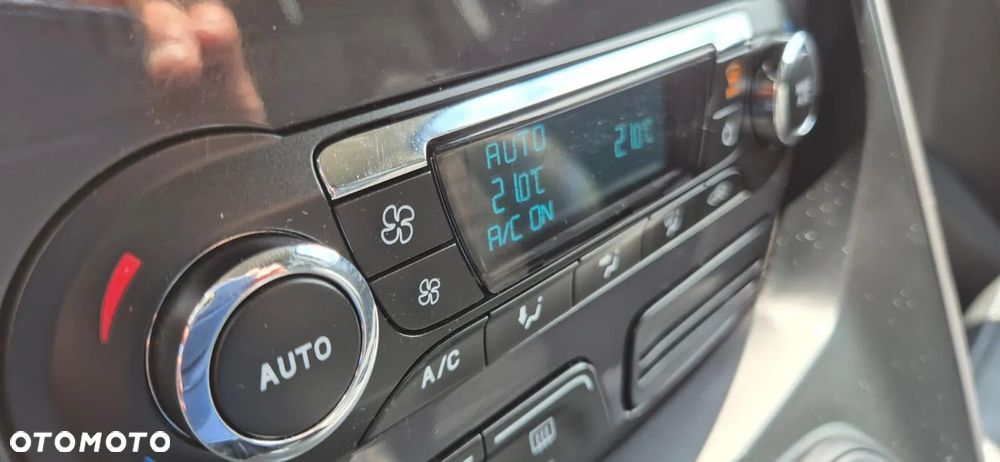 AUTO 21.0°C
21.0°C
A/C ON
AUTO
A/C
OTOMOTO